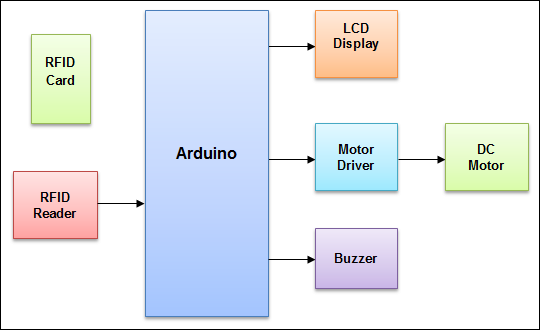 RFID
Card
RFID
Reader
Arduino
LCD
Display
Motor
Driver
DC
Motor
Buzzer